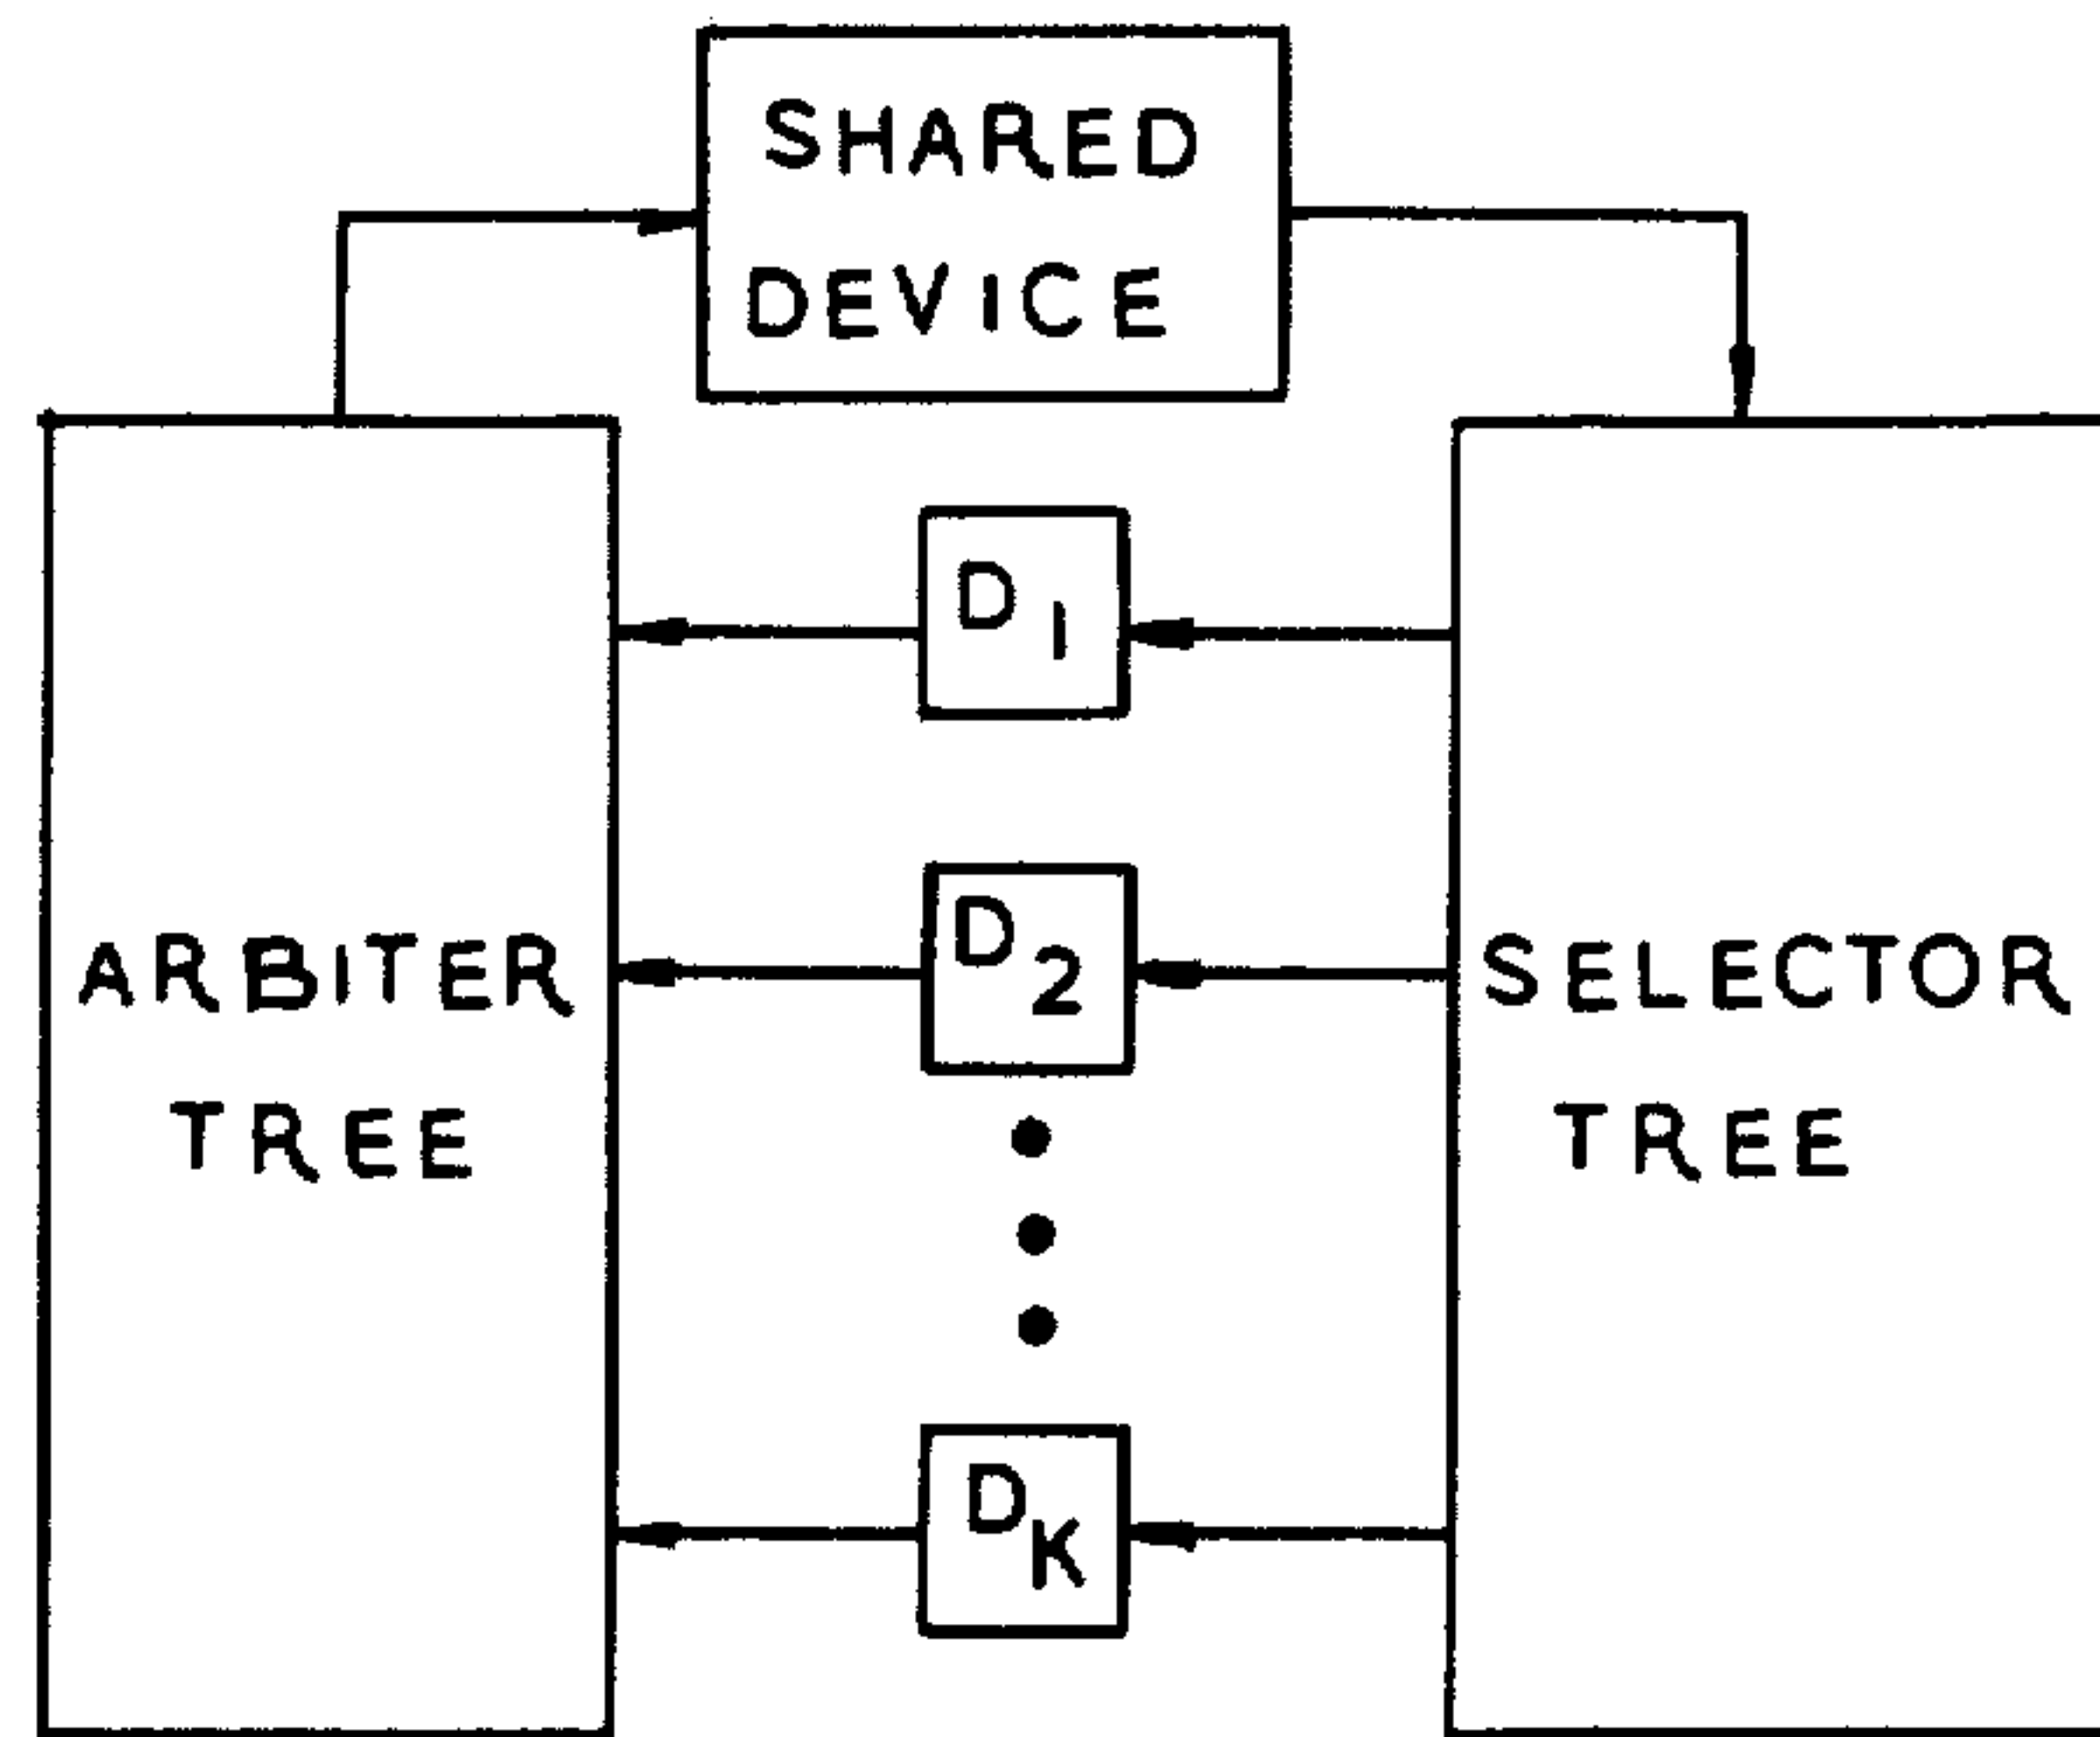 SHARED
DEVICE
D1
D2
ARBITER
TREE
SELECTOR
TREE
DK